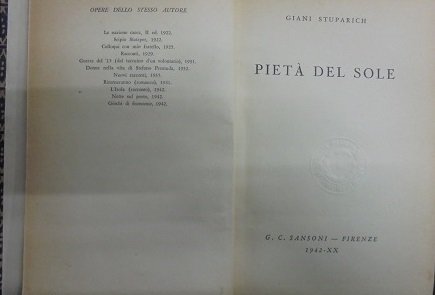 OPERE DELLO STESSO AUTORE
La nazione czeca, II ed. 1922.
Scipio Slataper, 1922.
Colloqui con mio fratello, 1925.
Racconti, 1929.
Guerra del '15 (dal taccuino d'un volontario), 1931.
Donne nella vita di Stefano Premuda, 1932.
Nuovi racconti, 1935.
Ritorneranno (romanzo), 1941.
L'Isola (racconto), 1942.
Notte sul porto, 1942.
Giochi di fisonomie, 1942.
GIANI STUPARICH
PIETÀ DEL SOLE
G. C. SANSONI — FIRENZE
1942-XX